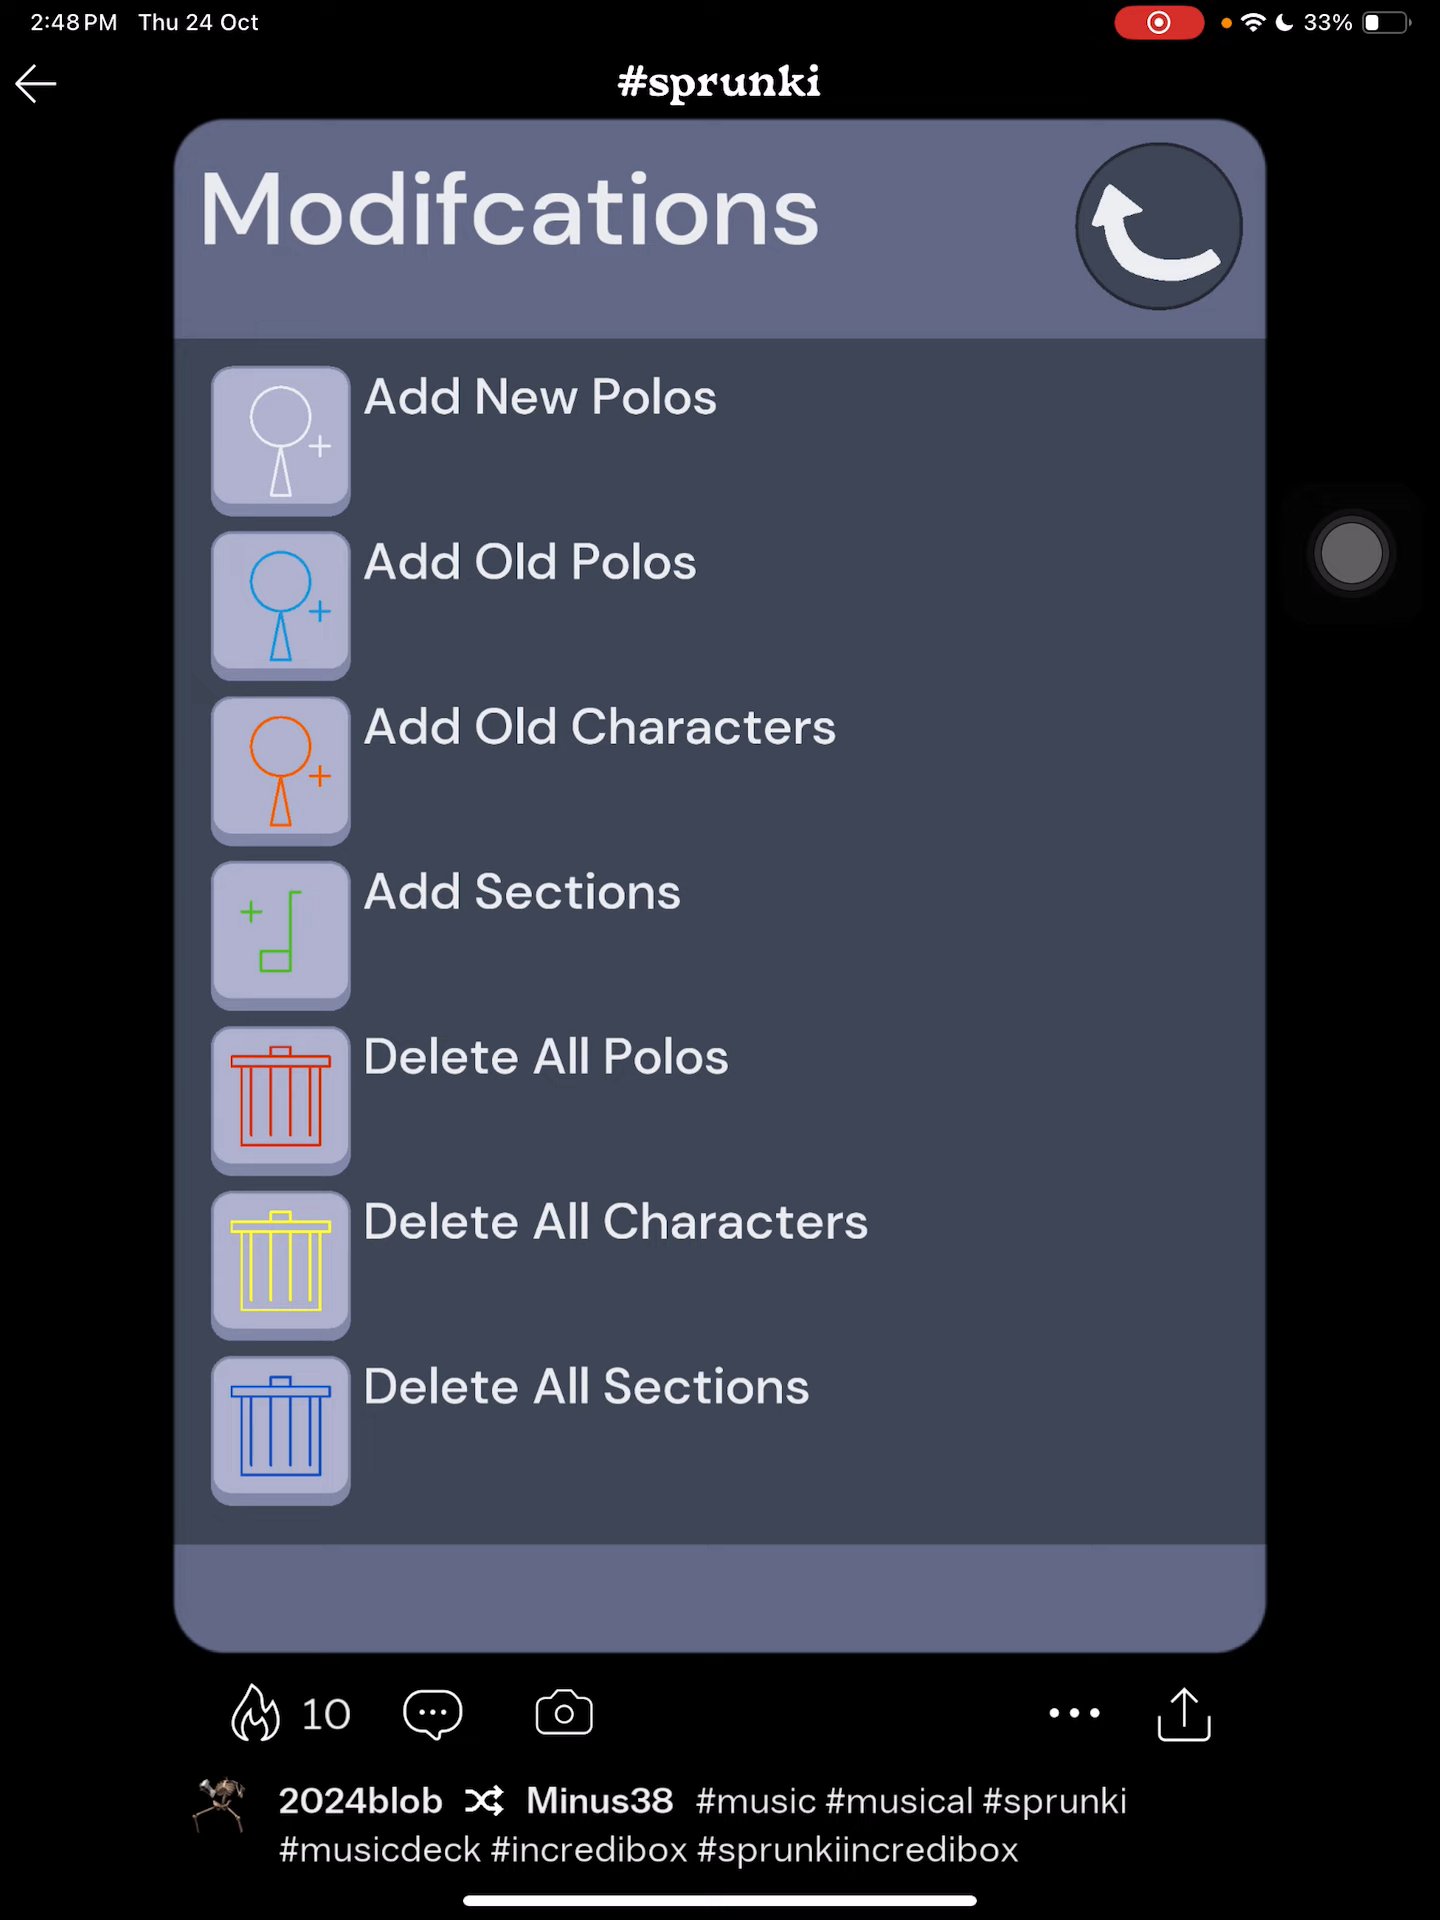 2:48 PM Thu 24 Oct 33%
#sprunki
Modifcations
Add New Polos
Add Old Polos
Add Old Characters
Add Sections
Delete All Polos
Delete All Characters
Delete All Sections
10
2024blob Minus38 #music #musical #sprunki
#musicdeck #incredibox #sprunkiincredibox